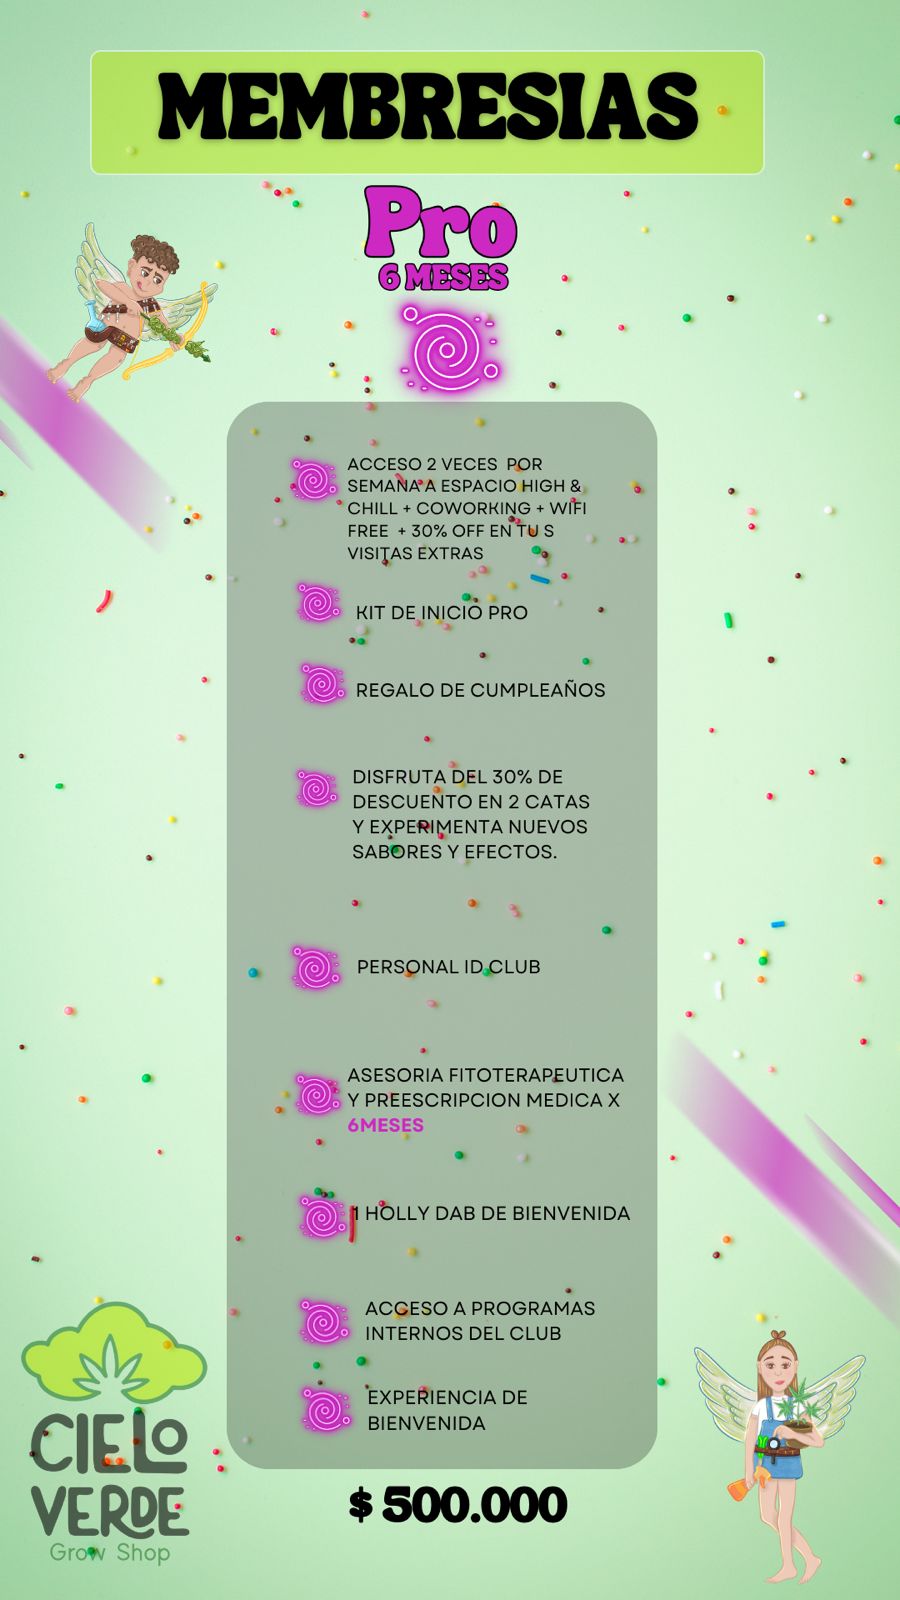 MEMBRESIAS
Pro
6 MESES
ACCESO 2 VECES POR
SEMANA A ESPACIO HIGH &
CHILL + COWORKING + WIFI
FREE + 30% OFF EN TU S
VISITAS EXTRAS
KIT DE INICIO PRO
REGALO DE CUMPLEAÑOS
DISFRUTA DEL 30% DE
DESCUENTO EN 2 CATAS
Y EXPERIMENTA NUEVOS
SABORES Y EFECTOS.
PERSONAL ID CLUB
ASESORIA FITOTERAPEUTICA
Y PREESCRIPCION MEDICA X
6MESES
1 HOLLY DAB DE BIENVENIDA
ACCESO A PROGRAMAS
INTERNOS DEL CLUB
EXPERIENCIA DE
BIENVENIDA
$ 500.000
CIELO
VERDE
Grow Shop